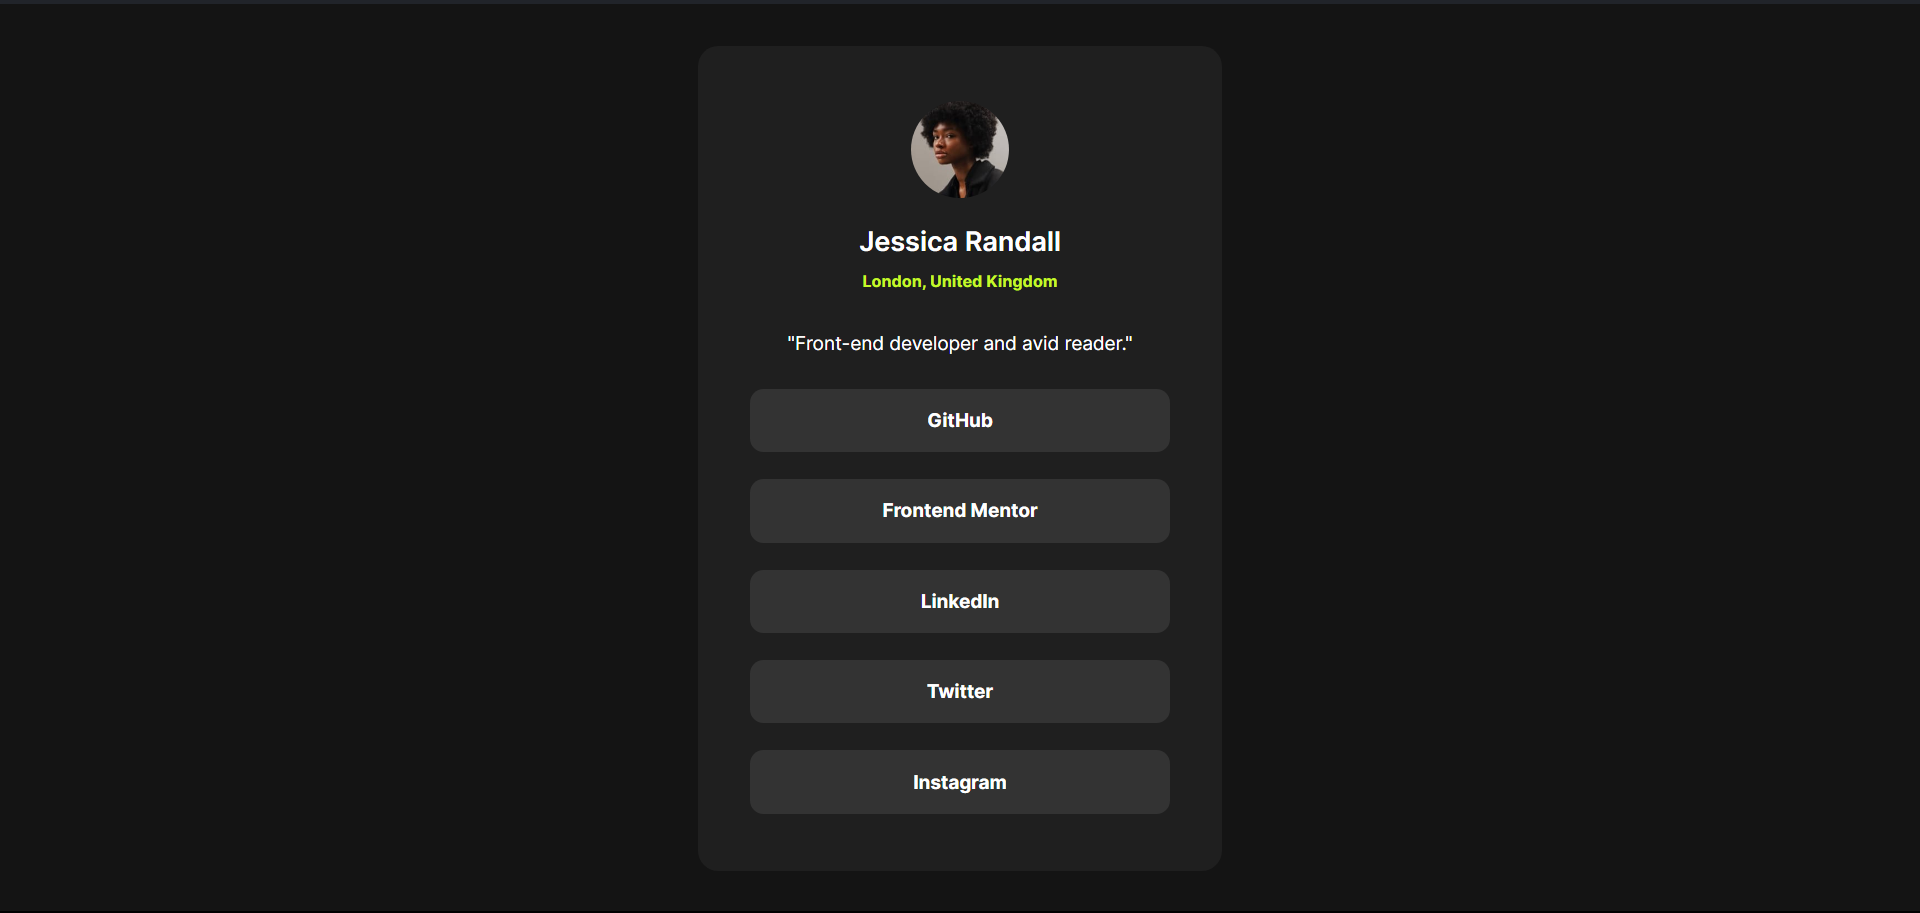 Jessica Randall
London, United Kingdom
"Front-end developer and avid reader."
GitHub
Frontend Mentor
LinkedIn
Twitter
Instagram